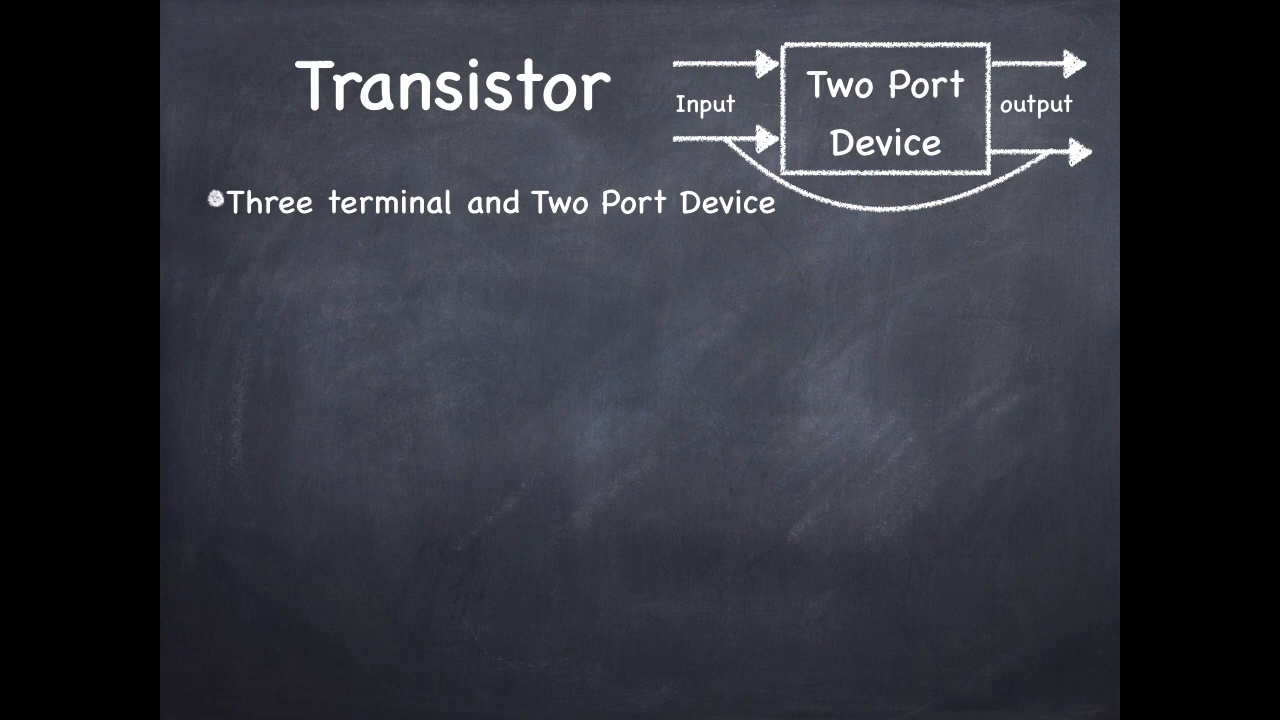 Transistor
Input
Two Port
Device
output
Three terminal and Two Port Device